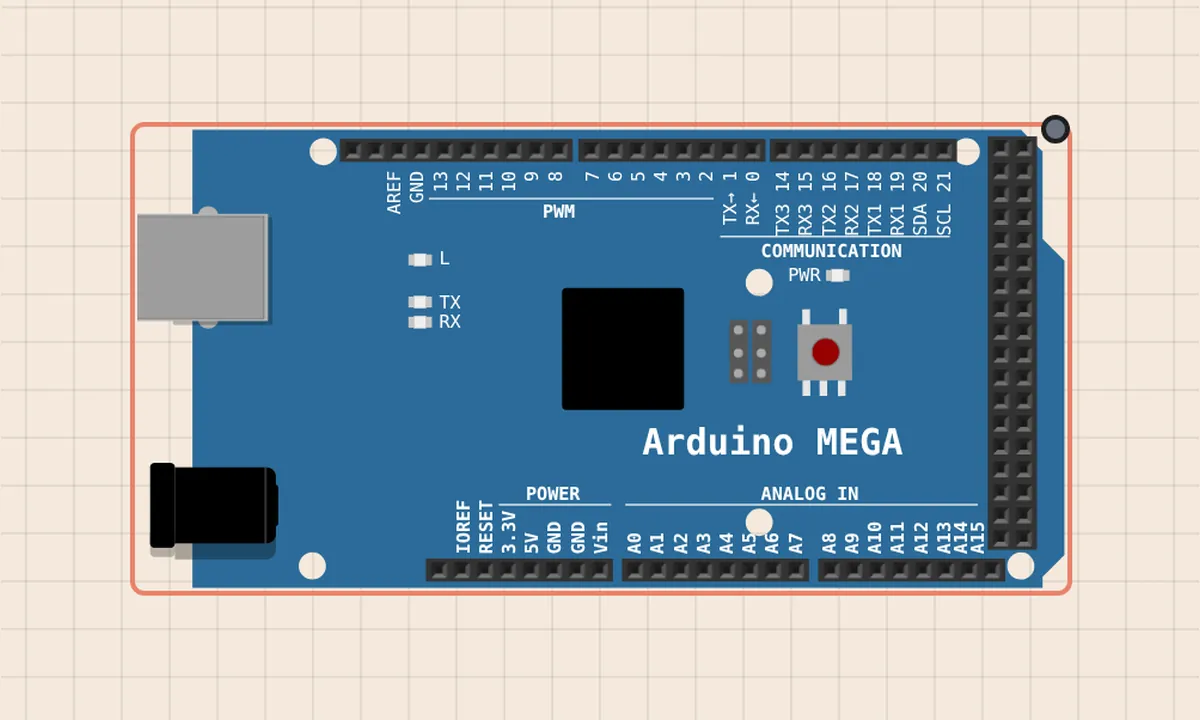 AREF
GND
13
12
11
10
9
8
7
6
5
4
3
2
TX→ 1
RX← 0
TX3 14
RX3 15
TX2 16
RX2 17
TX1 18
RX1 19
SDA 20
SCL 21
PWM
COMMUNICATION
L
PWR
TX
RX
Arduino MEGA
POWER
ANALOG IN
IOREF
RESET
3.3V
5V
GND
GND
Vin
A0
A1
A2
A3
A4
A5
A6
A7
A8
A9
A10
A11
A12
A13
A14
A15